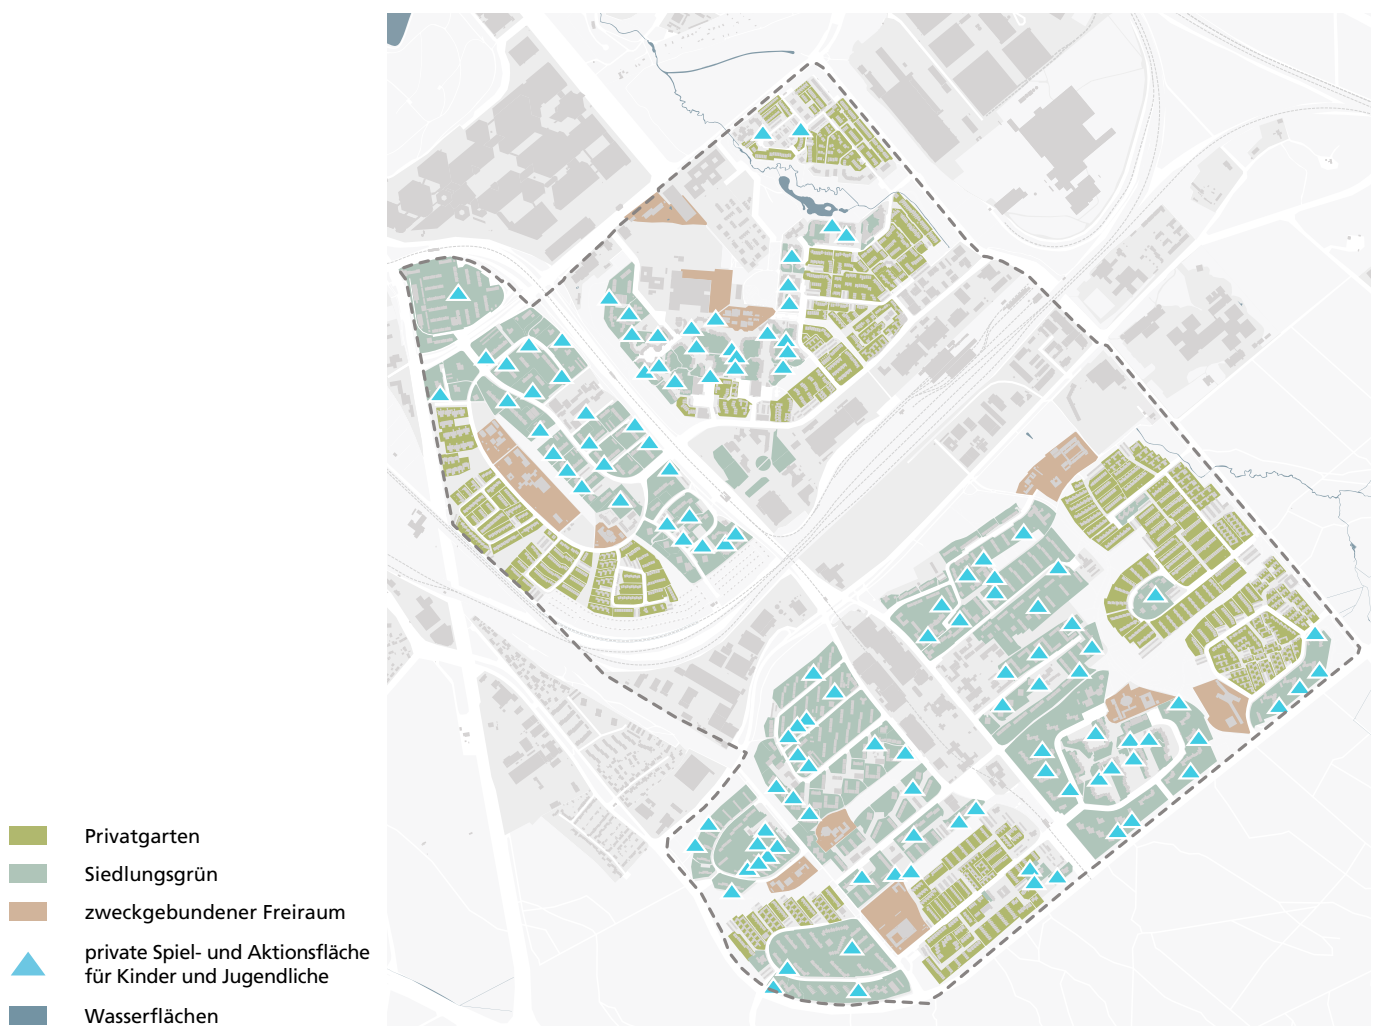 Privatgarten
Siedlungsgrün
zweckgebundener Freiraum
private Spiel- und Aktionsfläche
für Kinder und Jugendliche
Wasserflächen